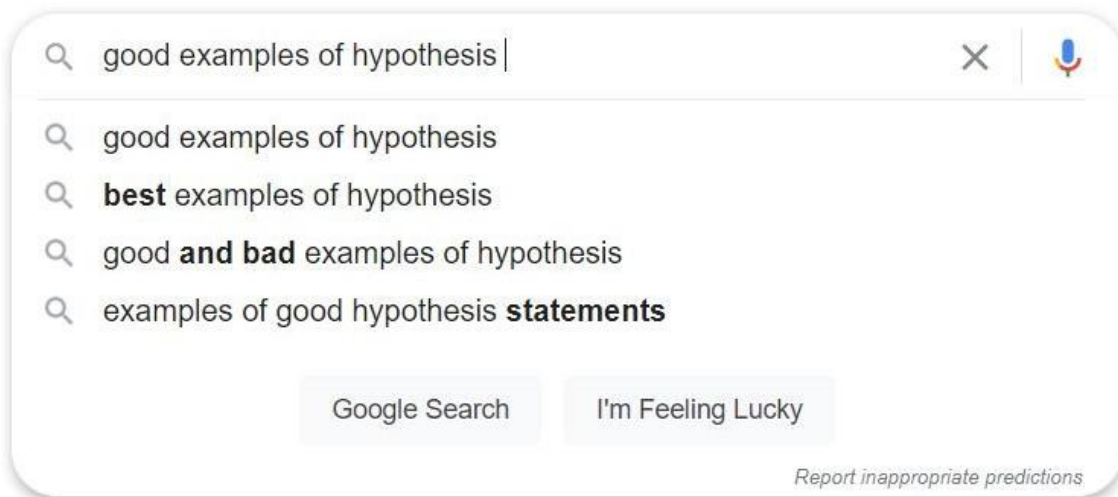 good examples of hypothesis
good examples of hypothesis
best examples of hypothesis
good and bad examples of hypothesis
examples of good hypothesis statements
Google Search I'm Feeling Lucky
Report inappropriate predictions